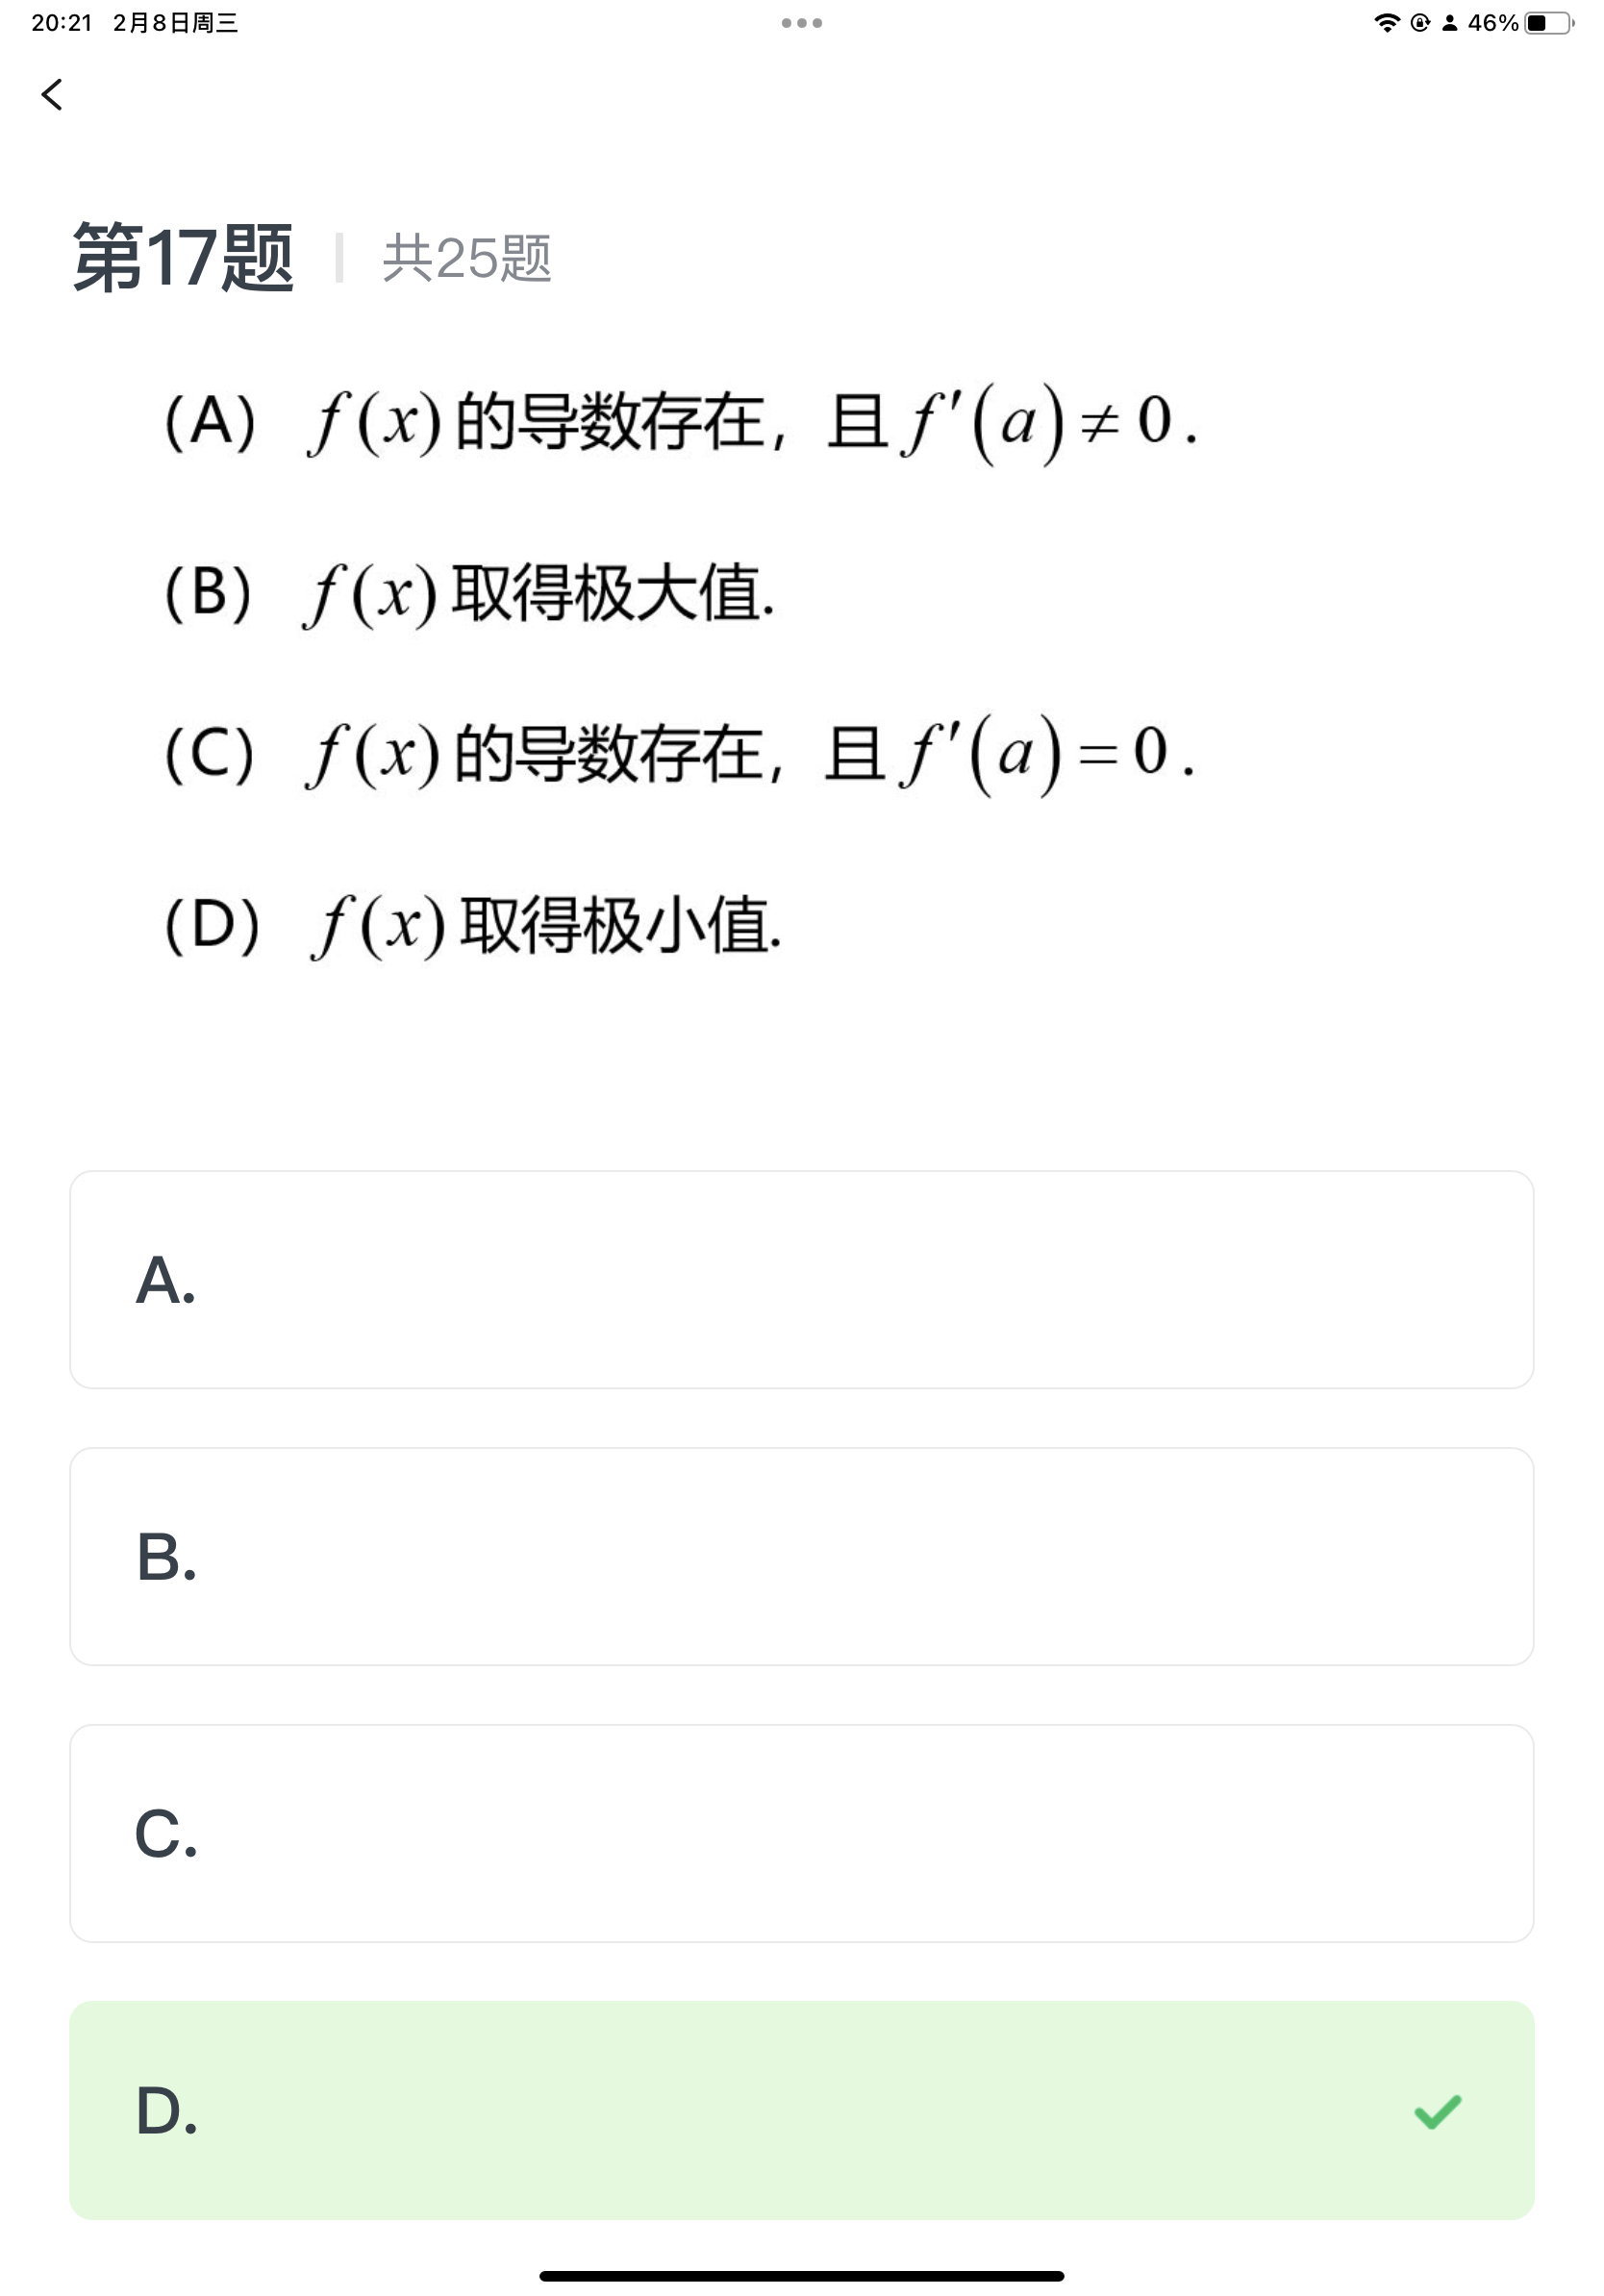 20:21 2月8日周三
46%
第17题 共25题
（A） f(x)的导数存在，且f′(a)≠0.
（B） f(x)取得极大值.
（C） f(x)的导数存在，且f′(a)=0.
（D） f(x)取得极小值.
A.
B.
C.
D.